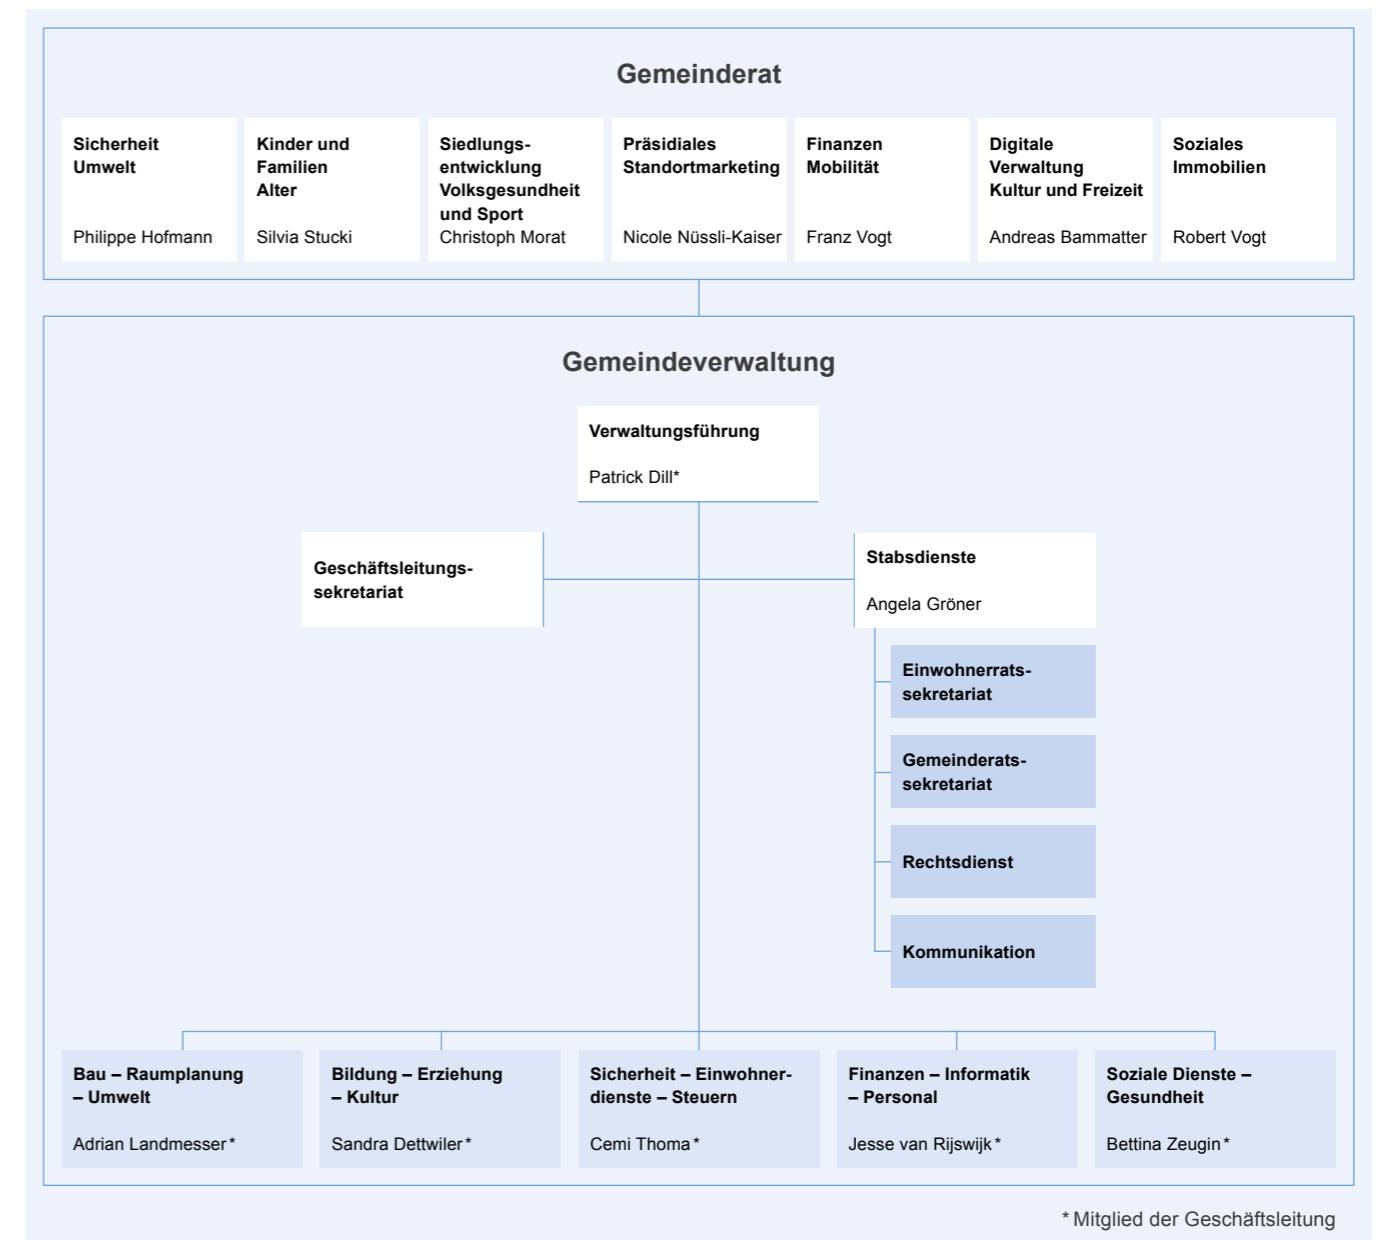 Gemeinderat
Sicherheit
Umwelt
Philippe Hofmann
Kinder und
Familien
Alter
Silvia Stucki
Siedlungs-
entwicklung
Volksgesundheit
und Sport
Christoph Morat
Präsidiales
Standortmarketing
Nicole Nüssli-Kaiser
Finanzen
Mobilität
Franz Vogt
Digitale
Verwaltung
Kultur und Freizeit
Andreas Bammatter
Soziales
Immobilien
Robert Vogt
Gemeindeverwaltung
Verwaltungsführung
Patrick Dill*
Geschäftsleitungs-
sekretariat
Stabsdienste
Angela Gröner
Einwohnerrats-
sekretariat
Gemeinderats-
sekretariat
Rechtsdienst
Kommunikation
Bau – Raumplanung
– Umwelt
Adrian Landmesser*
Bildung – Erziehung
– Kultur
Sandra Dettwiler*
Sicherheit – Einwohner-
dienste – Steuern
Cemi Thoma*
Finanzen – Informatik
– Personal
Jesse van Rijswijk*
Soziale Dienste –
Gesundheit
Bettina Zeugin*
* Mitglied der Geschäftsleitung